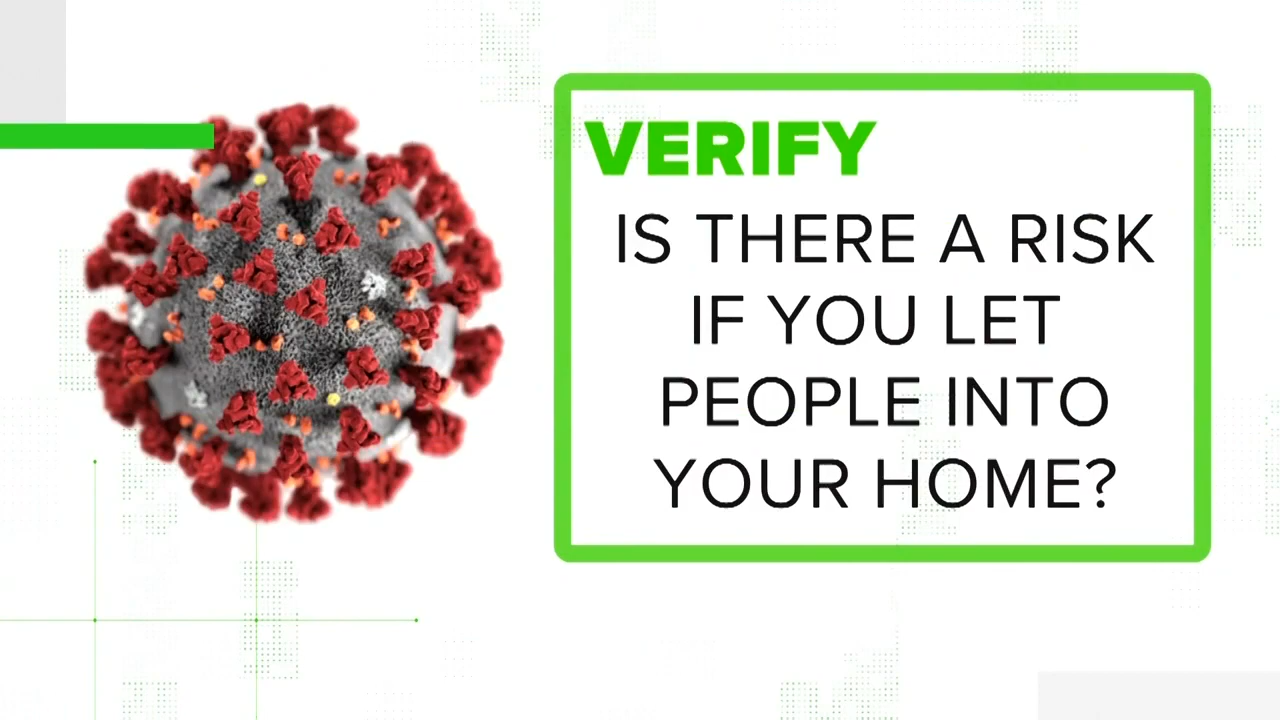 VERIFY
IS THERE A RISK
IF YOU LET
PEOPLE INTO
YOUR HOME?